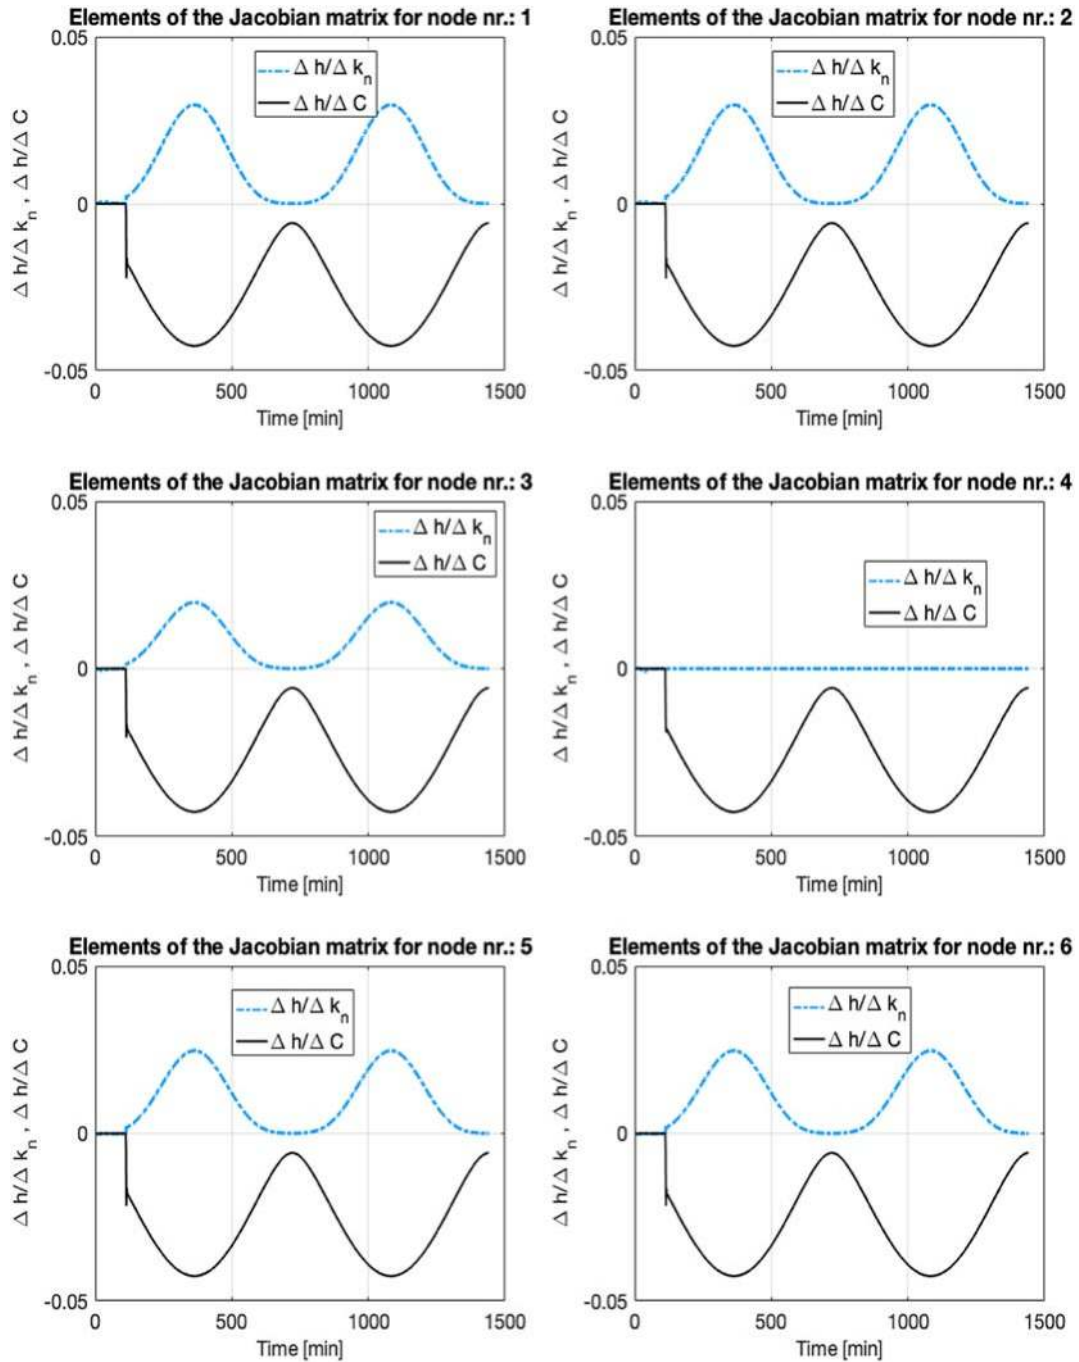 Elements of the Jacobian matrix for node nr.: 1
0.05
0
-0.05
Δ h/Δ k_n , Δ h/Δ C
Δ h/Δ k_n
Δ h/Δ C
0 500 1000 1500
Time [min]
Elements of the Jacobian matrix for node nr.: 2
0.05
0
-0.05
Δ h/Δ k_n , Δ h/Δ C
Δ h/Δ k_n
Δ h/Δ C
0 500 1000 1500
Time [min]
Elements of the Jacobian matrix for node nr.: 3
0.05
0
-0.05
Δ h/Δ k_n , Δ h/Δ C
Δ h/Δ k_n
Δ h/Δ C
0 500 1000 1500
Time [min]
Elements of the Jacobian matrix for node nr.: 4
0.05
0
-0.05
Δ h/Δ k_n , Δ h/Δ C
Δ h/Δ k_n
Δ h/Δ C
0 500 1000 1500
Time [min]
Elements of the Jacobian matrix for node nr.: 5
0.05
0
-0.05
Δ h/Δ k_n , Δ h/Δ C
Δ h/Δ k_n
Δ h/Δ C
0 500 1000 1500
Time [min]
Elements of the Jacobian matrix for node nr.: 6
0.05
0
-0.05
Δ h/Δ k_n , Δ h/Δ C
Δ h/Δ k_n
Δ h/Δ C
0 500 1000 1500
Time [min]